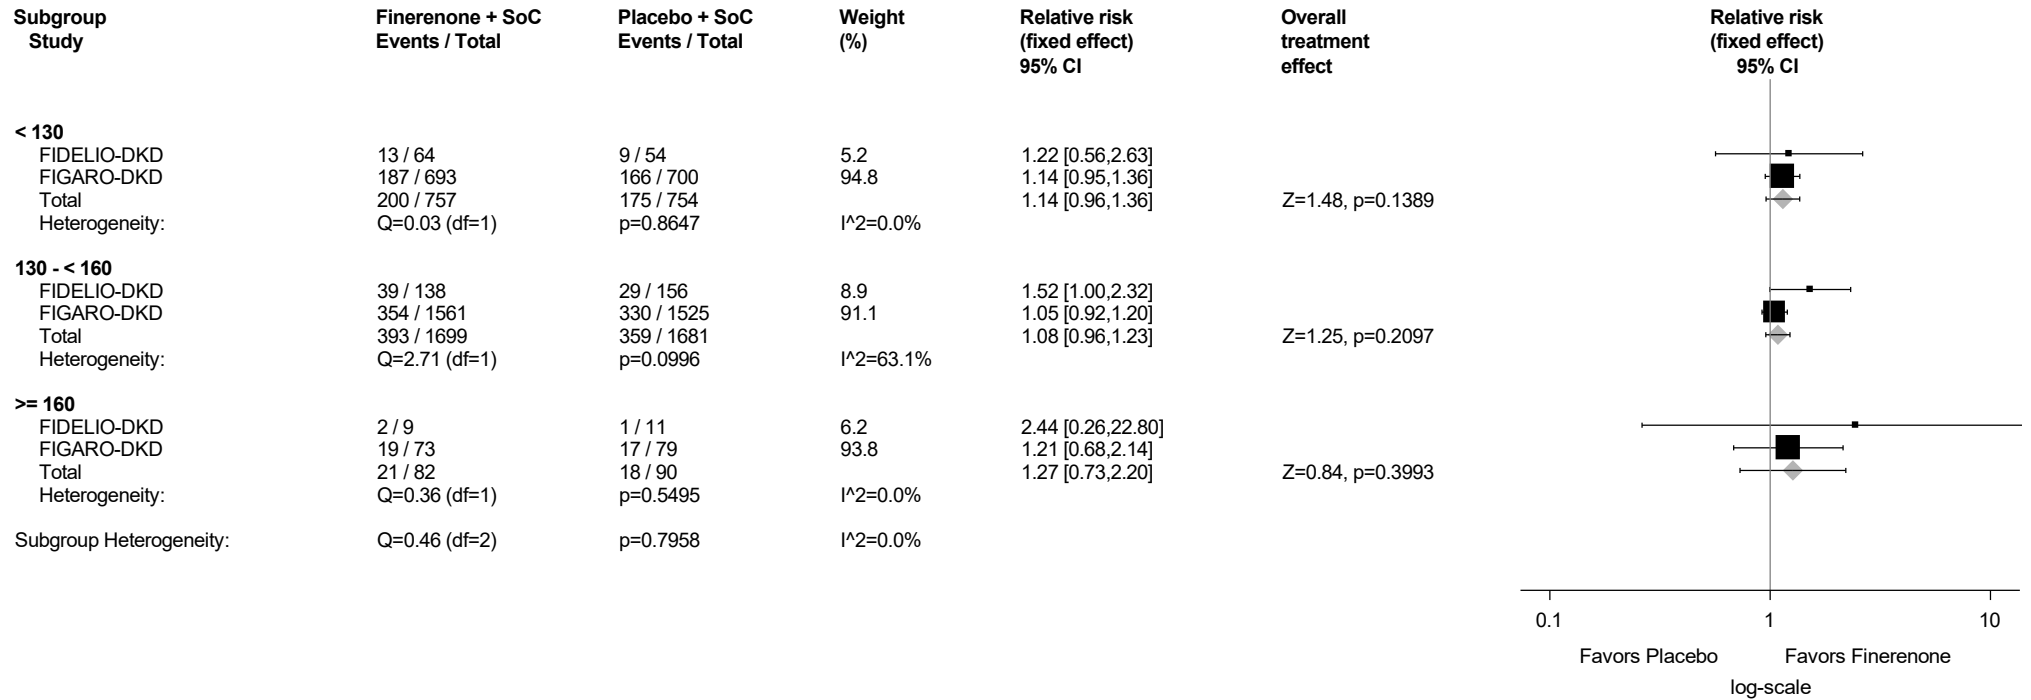 Subgroup Finerenone + SoC Placebo + SoC Weight Relative risk Overall Relative risk
Study Events / Total Events / Total (%) (fixed effect) treatment (fixed effect)
95% CI effect 95% CI
< 130
FIDELIO-DKD 13 / 64 9 / 54 5.2 1.22 [0.56,2.63]
FIGARO-DKD 187 / 693 166 / 700 94.8 1.14 [0.95,1.36]
Total 200 / 757 175 / 754 1.14 [0.96,1.36] Z=1.48, p=0.1389
Heterogeneity: Q=0.03 (df=1) p=0.8647 I^2=0.0%
130 - < 160
FIDELIO-DKD 39 / 138 29 / 156 8.9 1.52 [1.00,2.32]
FIGARO-DKD 354 / 1561 330 / 1525 91.1 1.05 [0.92,1.20]
Total 393 / 1699 359 / 1681 1.08 [0.96,1.23] Z=1.25, p=0.2097
Heterogeneity: Q=2.71 (df=1) p=0.0996 I^2=63.1%
>= 160
FIDELIO-DKD 2 / 9 1 / 11 6.2 2.44 [0.26,22.80]
FIGARO-DKD 19 / 73 17 / 79 93.8 1.21 [0.68,2.14]
Total 21 / 82 18 / 90 1.27 [0.73,2.20] Z=0.84, p=0.3993
Heterogeneity: Q=0.36 (df=1) p=0.5495 I^2=0.0%
Subgroup Heterogeneity: Q=0.46 (df=2) p=0.7958 I^2=0.0%
0.1 1 10
Favors Placebo Favors Finerenone
log-scale